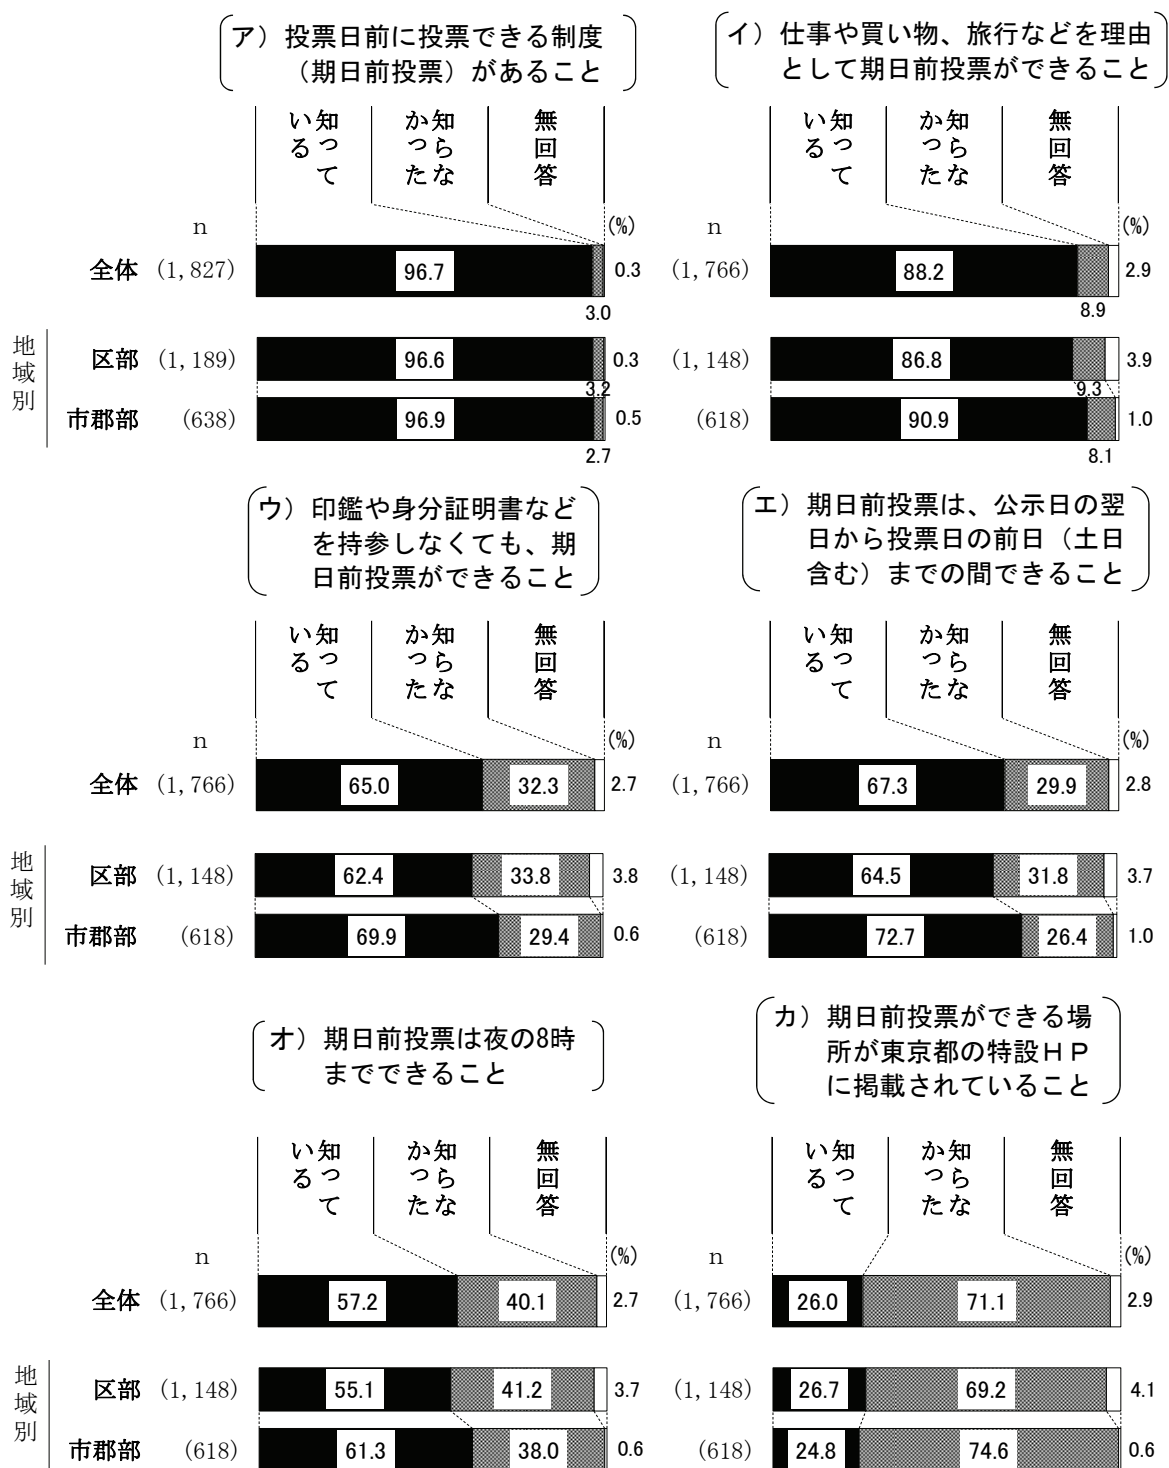 ア）投票日前に投票できる制度
（期日前投票）があること
知って
いる
知らな
かった
無回答
n
(%)
全体 (1,827) 96.7 0.3
3.0
地域別
区部 (1,189) 96.6 0.3
3.2
市郡部 (638) 96.9 0.5
2.7
イ）仕事や買い物、旅行などを理由
として期日前投票ができること
知って
いる
知らな
かった
無回答
n
(%)
(1,766) 88.2 2.9
8.9
(1,148) 86.8 3.9
9.3
(618) 90.9 1.0
8.1
ウ）印鑑や身分証明書など
を持参しなくても、期
日前投票ができること
知って
いる
知らな
かった
無回答
n
(%)
全体 (1,766) 65.0 32.3 2.7
地域別
区部 (1,148) 62.4 33.8 3.8
市郡部 (618) 69.9 29.4 0.6
エ）期日前投票は、公示日の翌
日から投票日の前日（土日
含む）までの間できること
知って
いる
知らな
かった
無回答
n
(%)
(1,766) 67.3 29.9 2.8
(1,148) 64.5 31.8 3.7
(618) 72.7 26.4 1.0
オ）期日前投票は夜の8時
までできること
知って
いる
知らな
かった
無回答
n
(%)
全体 (1,766) 57.2 40.1 2.7
地域別
区部 (1,148) 55.1 41.2 3.7
市郡部 (618) 61.3 38.0 0.6
カ）期日前投票ができる場
所が東京都の特設ＨＰ
に掲載されていること
知って
いる
知らな
かった
無回答
n
(%)
(1,766) 26.0 71.1 2.9
(1,148) 26.7 69.2 4.1
(618) 24.8 74.6 0.6